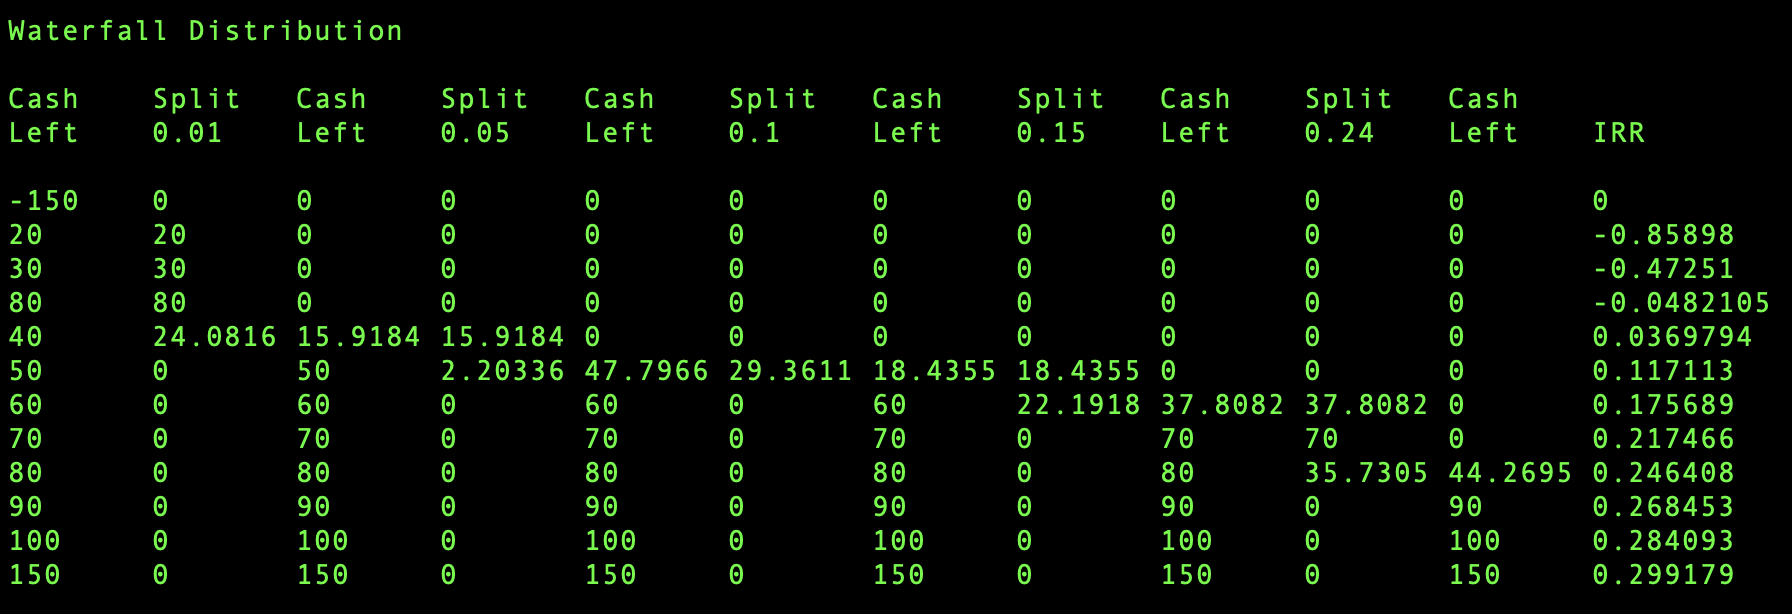 Waterfall Distribution
Cash Split Cash Split Cash Split Cash Split Cash Split Cash
Left 0.01 Left 0.05 Left 0.1 Left 0.15 Left 0.24 Left IRR
-150 0 0 0 0 0 0 0 0 0 0 0
20 20 0 0 0 0 0 0 0 0 0 -0.85898
30 30 0 0 0 0 0 0 0 0 0 -0.47251
80 80 0 0 0 0 0 0 0 0 0 -0.0482105
40 24.0816 15.9184 15.9184 0 0 0 0 0 0 0 0.0369794
50 0 50 2.20336 47.7966 29.3611 18.4355 18.4355 0 0 0 0.117113
60 0 60 0 60 0 60 22.1918 37.8082 37.8082 0 0.175689
70 0 70 0 70 0 70 0 70 70 0 0.217466
80 0 80 0 80 0 80 0 80 35.7305 44.2695 0.246408
90 0 90 0 90 0 90 0 90 0 90 0.268453
100 0 100 0 100 0 100 0 100 0 100 0.284093
150 0 150 0 150 0 150 0 150 0 150 0.299179